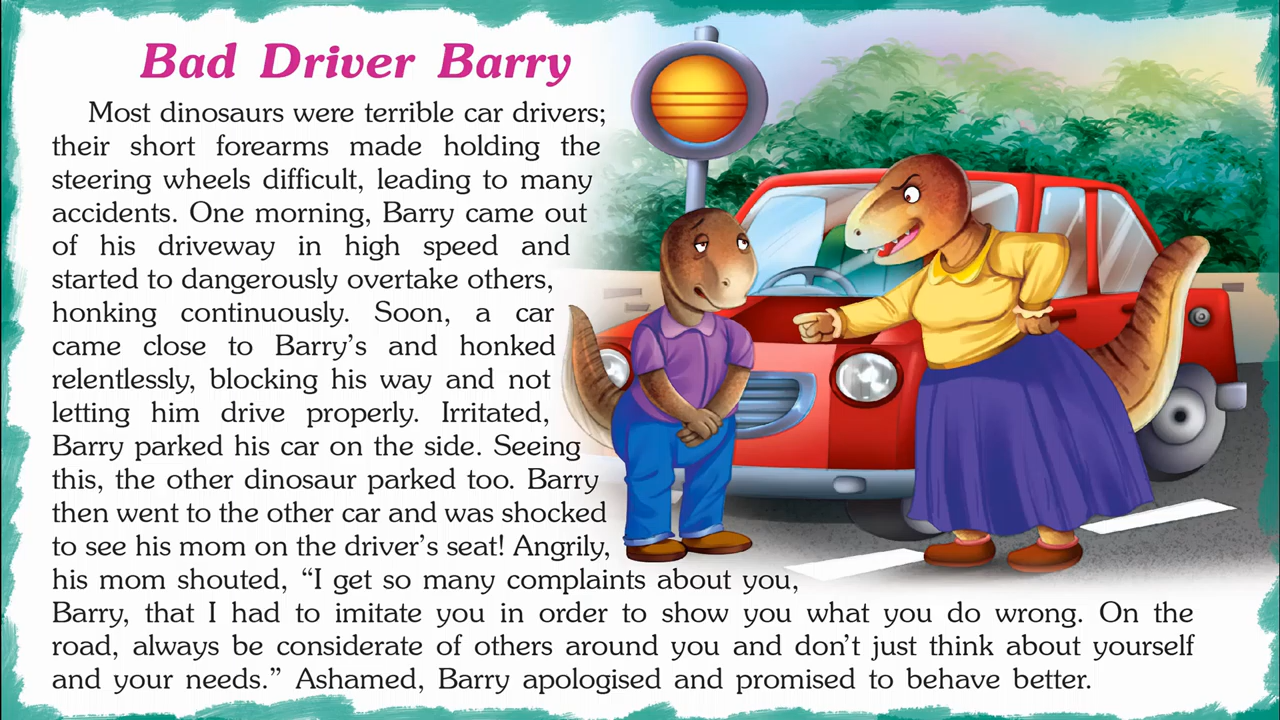 Bad Driver Barry
Most dinosaurs were terrible car drivers;
their short forearms made holding the
steering wheels difficult, leading to many
accidents. One morning, Barry came out
of his driveway in high speed and
started to dangerously overtake others,
honking continuously. Soon, a car
came close to Barry’s and honked
relentlessly, blocking his way and not
letting him drive properly. Irritated,
Barry parked his car on the side. Seeing
this, the other dinosaur parked too. Barry
then went to the other car and was shocked
to see his mom on the driver’s seat! Angrily,
his mom shouted, “I get so many complaints about you,
Barry, that I had to imitate you in order to show you what you do wrong. On the
road, always be considerate of others around you and don’t just think about yourself
and your needs.” Ashamed, Barry apologised and promised to behave better.